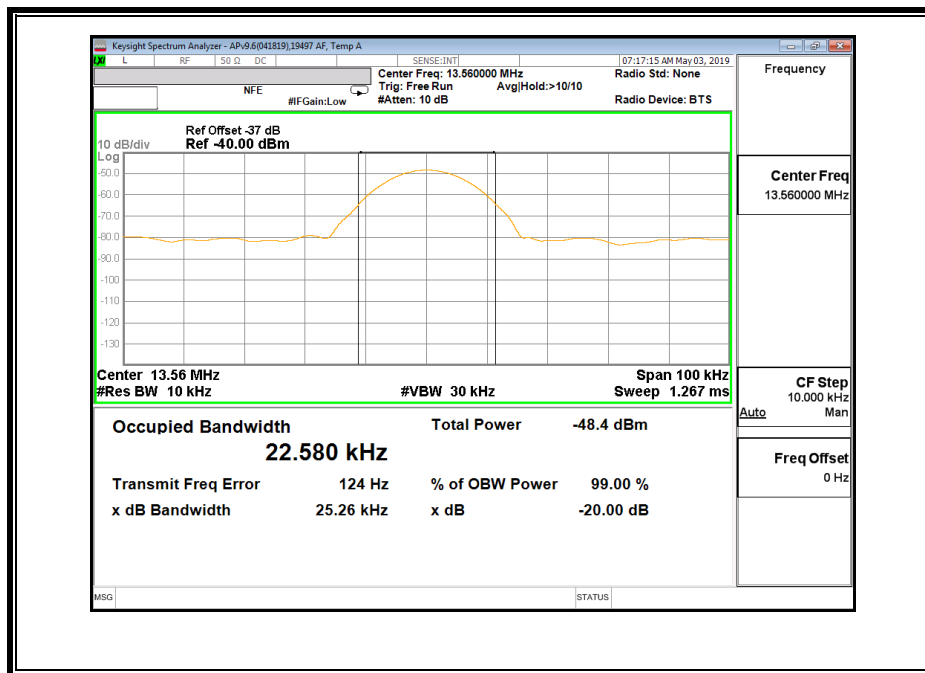 Keysight Spectrum Analyzer - APv9.6(041819),19497 AF, Temp A
LXI L RF 50 Ω DC SENSE:INT 07:17:15 AM May 03, 2019
Center Freq: 13.560000 MHz Radio Std: None
NFE Trig: Free Run Avg|Hold:>10/10
#IFGain:Low #Atten: 10 dB Radio Device: BTS
Ref Offset -37 dB
10 dB/div Ref -40.00 dBm
Log
-50.0
-60.0
-70.0
-80.0
-90.0
-100
-110
-120
-130
Center 13.56 MHz Span 100 kHz
#Res BW 10 kHz #VBW 30 kHz Sweep 1.267 ms
Occupied Bandwidth Total Power -48.4 dBm
22.580 kHz
Transmit Freq Error 124 Hz % of OBW Power 99.00 %
x dB Bandwidth 25.26 kHz x dB -20.00 dB
MSG STATUS
Frequency
Center Freq
13.560000 MHz
CF Step
10.000 kHz
Auto Man
Freq Offset
0 Hz